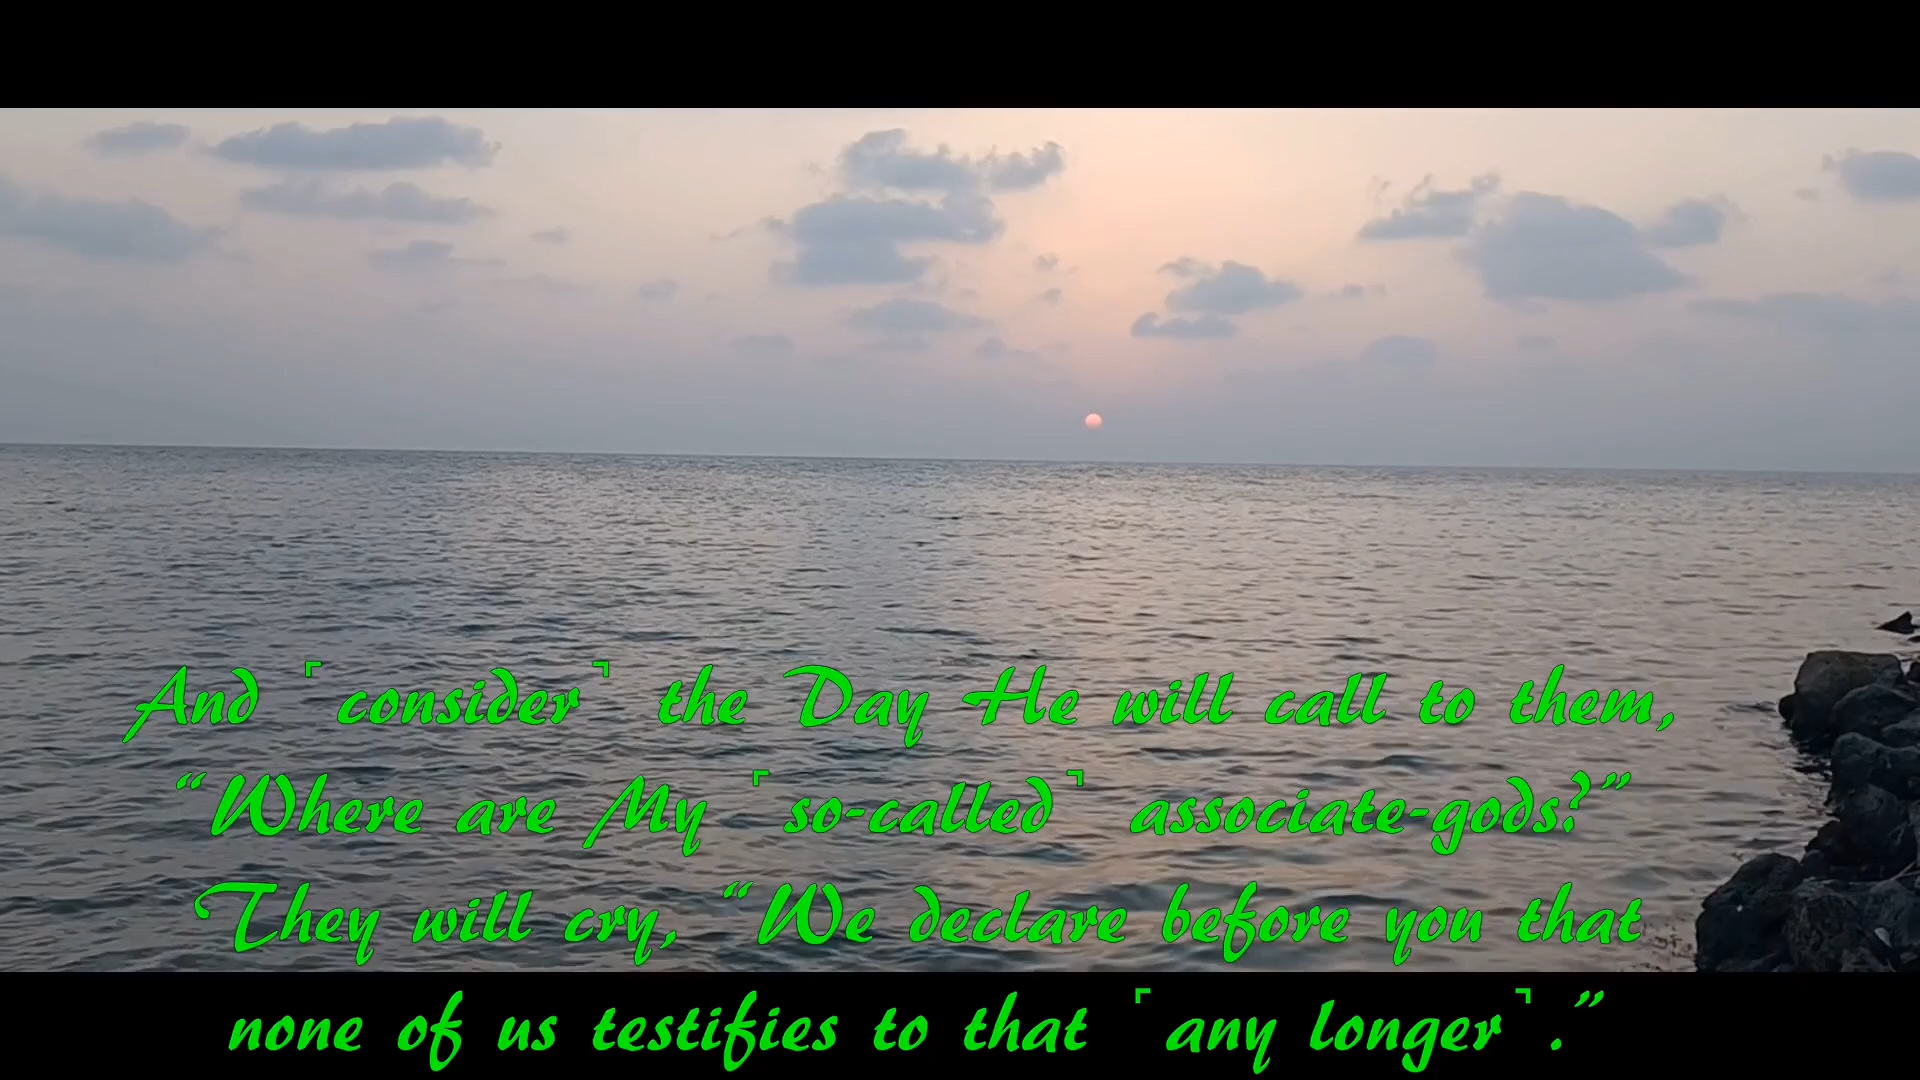 And ˹consider˺ the Day He will call to them,
“Where are My ˹so-called˺ associate-gods?”
They will cry, “We declare before you that
none of us testifies to that ˹any longer˺.”